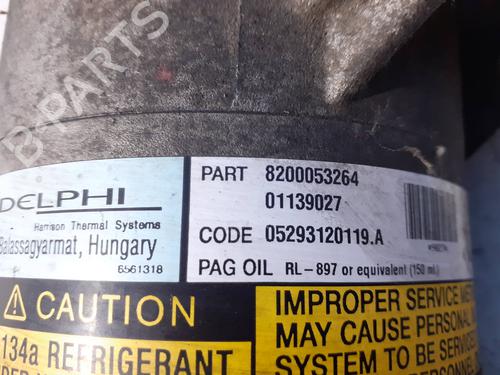 B-PARTS
DELPHI
Harrison Thermal Systems
Balassagyarmat, Hungary
6561318
PART 8200053264
01139027
CODE 05293120119.A
PAG OIL RL-897 or equivalent (150 ml.)
CAUTION
134a REFRIGERANT
IMPROPER SERVICE MET
MAY CAUSE PERSONAL
SYSTEM TO BE SE